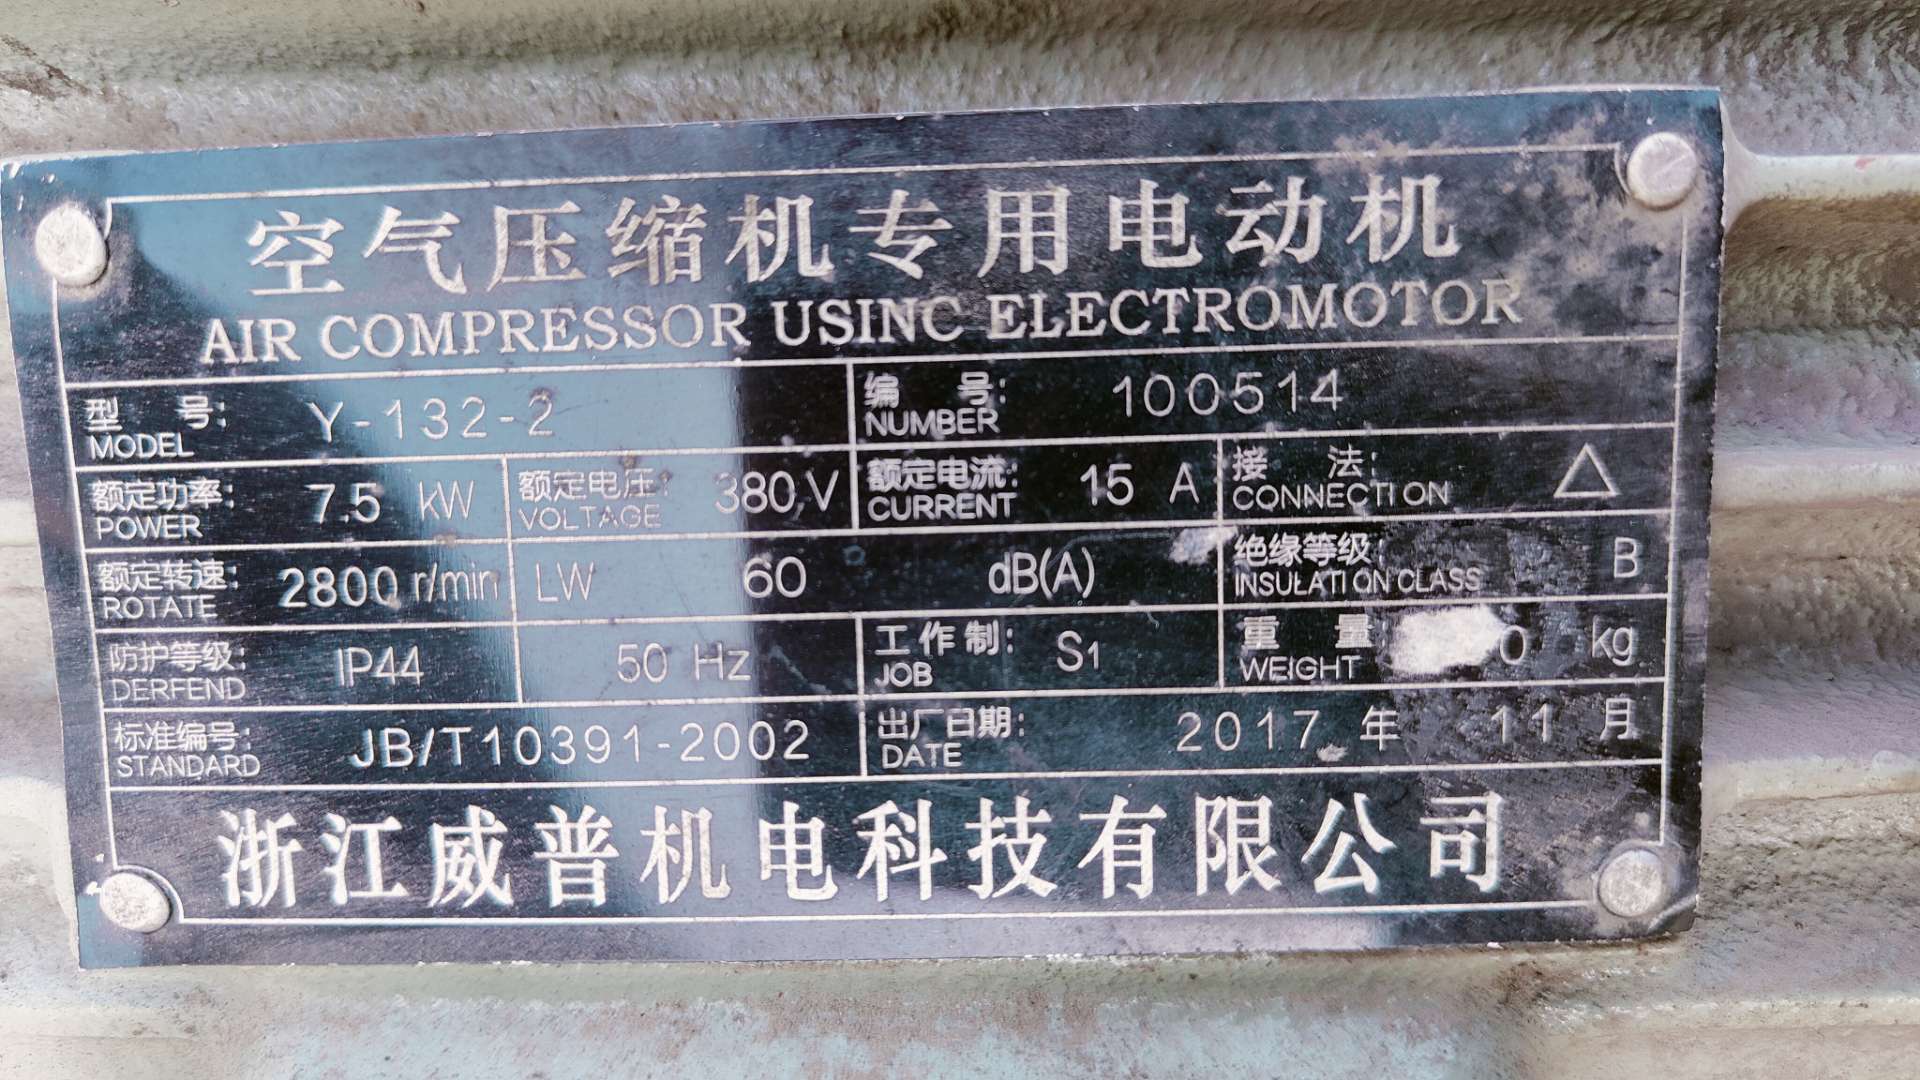 空气压缩机专用电动机
AIR COMPRESSOR USINC ELECTROMOTOR
型号: MODEL Y-132-2 编号: NUMBER 100514
额定功率: POWER 7.5 kW 额定电压: VOLTAGE 380 V 额定电流: CURRENT 15 A 接法: CONNECTION △
额定转速: ROTATE 2800 r/min LW 60 dB(A) 绝缘等级: INSULATION CLASS B
防护等级: DERFEND IP44 50 Hz 工作制: JOB S1 重量: WEIGHT kg
标准编号: STANDARD JB/T10391-2002 出厂日期: DATE 2017 年 11 月
浙江威普机电科技有限公司